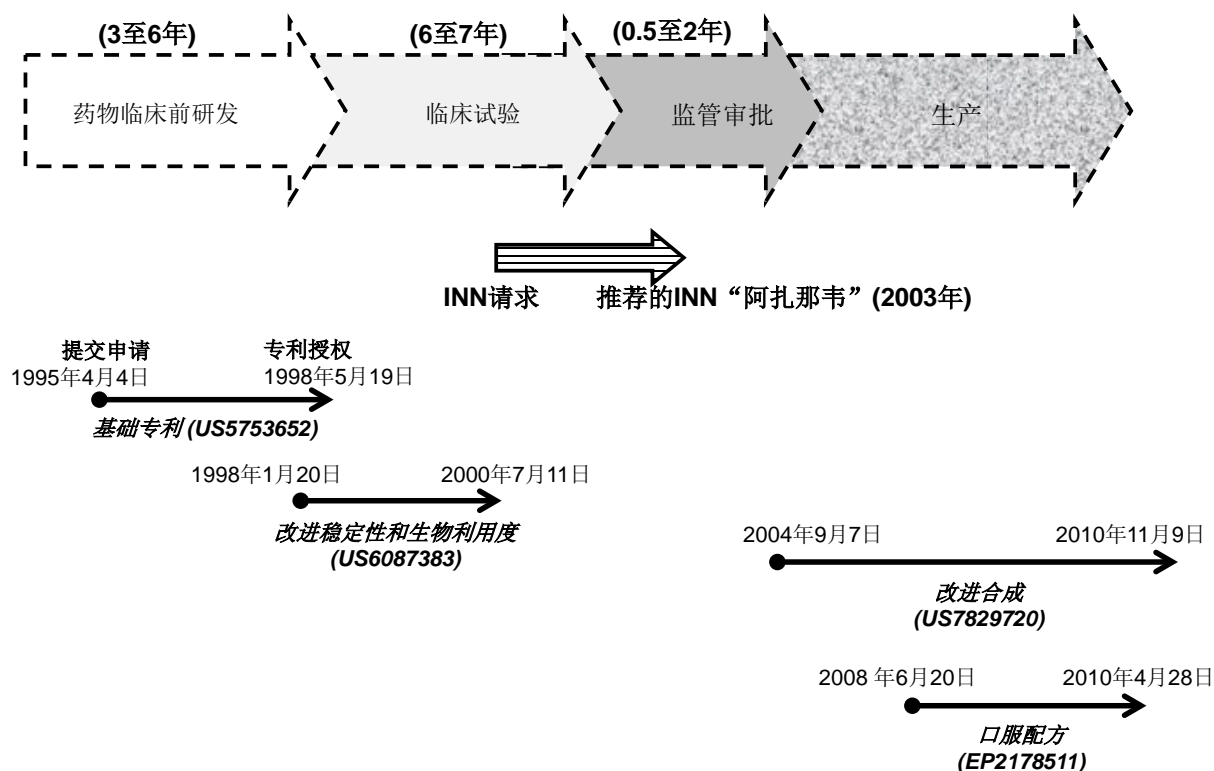 (3至6年) (6至7年) (0.5至2年)
药物临床前研发 临床试验 监管审批 生产
INN请求 推荐的INN“阿扎那韦”(2003年)
提交申请 专利授权
1995年4月4日 1998年5月19日
基础专利 (US5753652)
1998年1月20日 2000年7月11日
改进稳定性和生物利用度
(US6087383)
2004年9月7日 2010年11月9日
改进合成
(US7829720)
2008 年6月20日 2010年4月28日
口服配方
(EP2178511)